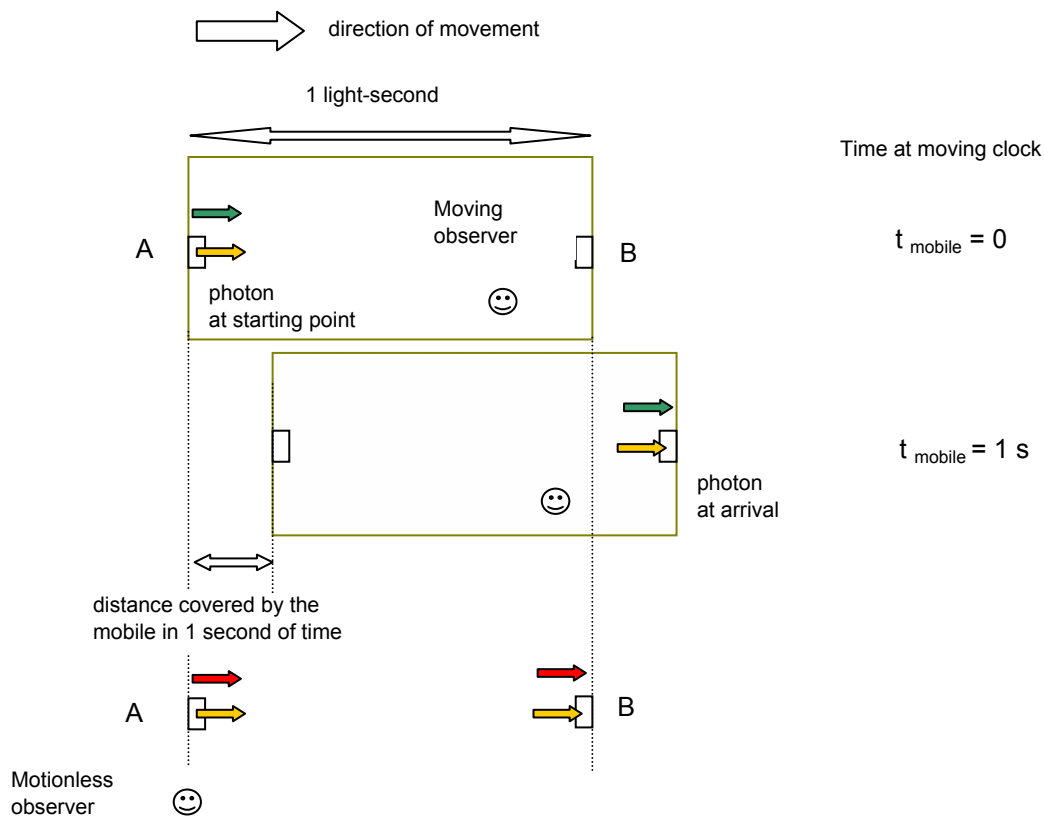 direction of movement
1 light-second
Time at moving clock
Moving
observer
A
B
t mobile = 0
photon
at starting point
t mobile = 1 s
photon
at arrival
distance covered by the
mobile in 1 second of time
A
B
Motionless
observer